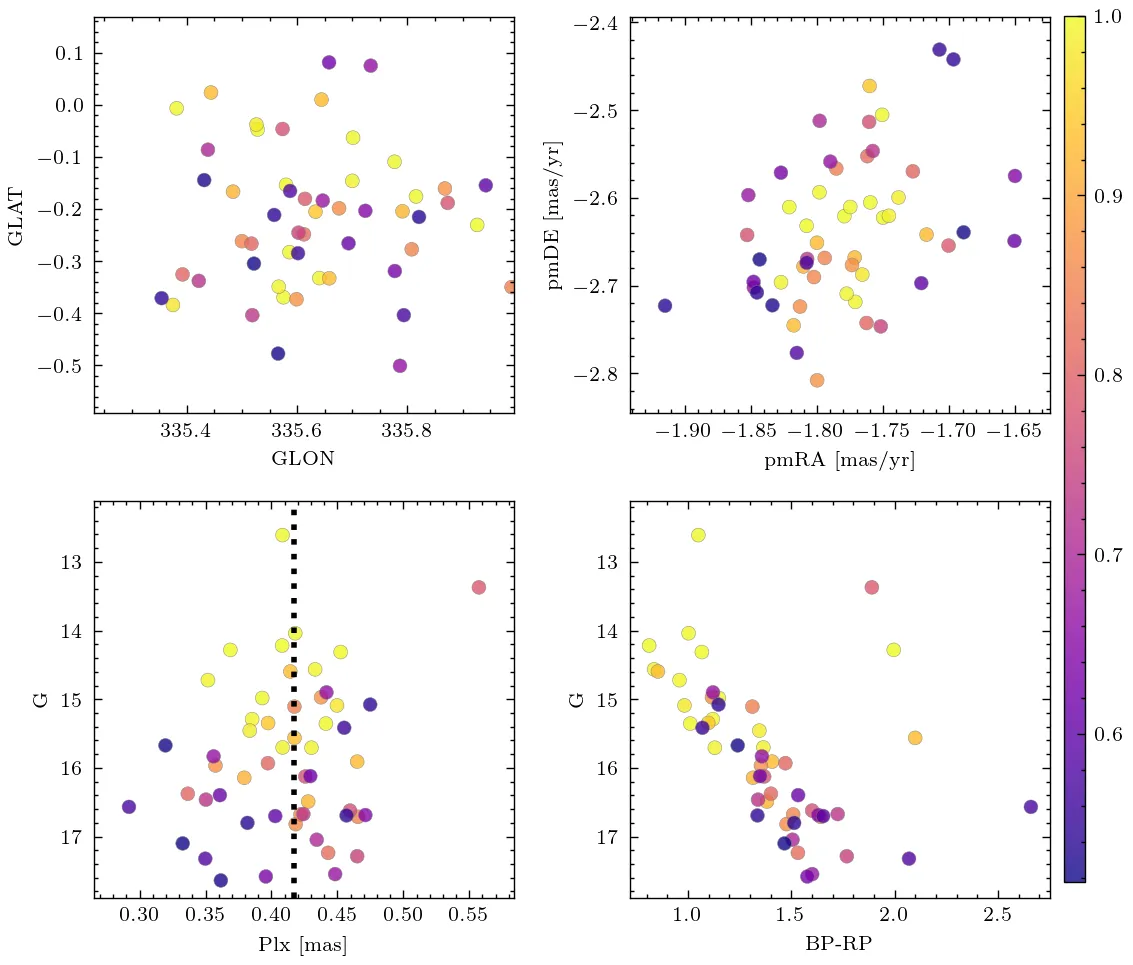 0.1
0.0
−0.1
−0.2
−0.3
−0.4
−0.5
GLAT
335.4 335.6 335.8
GLON
−2.4
−2.5
−2.6
−2.7
−2.8
pmDE [mas/yr]
−1.90 −1.85 −1.80 −1.75 −1.70 −1.65
pmRA [mas/yr]
1.0
0.9
0.8
0.7
0.6
13
14
15
16
17
G
0.30 0.35 0.40 0.45 0.50 0.55
Plx [mas]
13
14
15
16
17
G
1.0 1.5 2.0 2.5
BP-RP